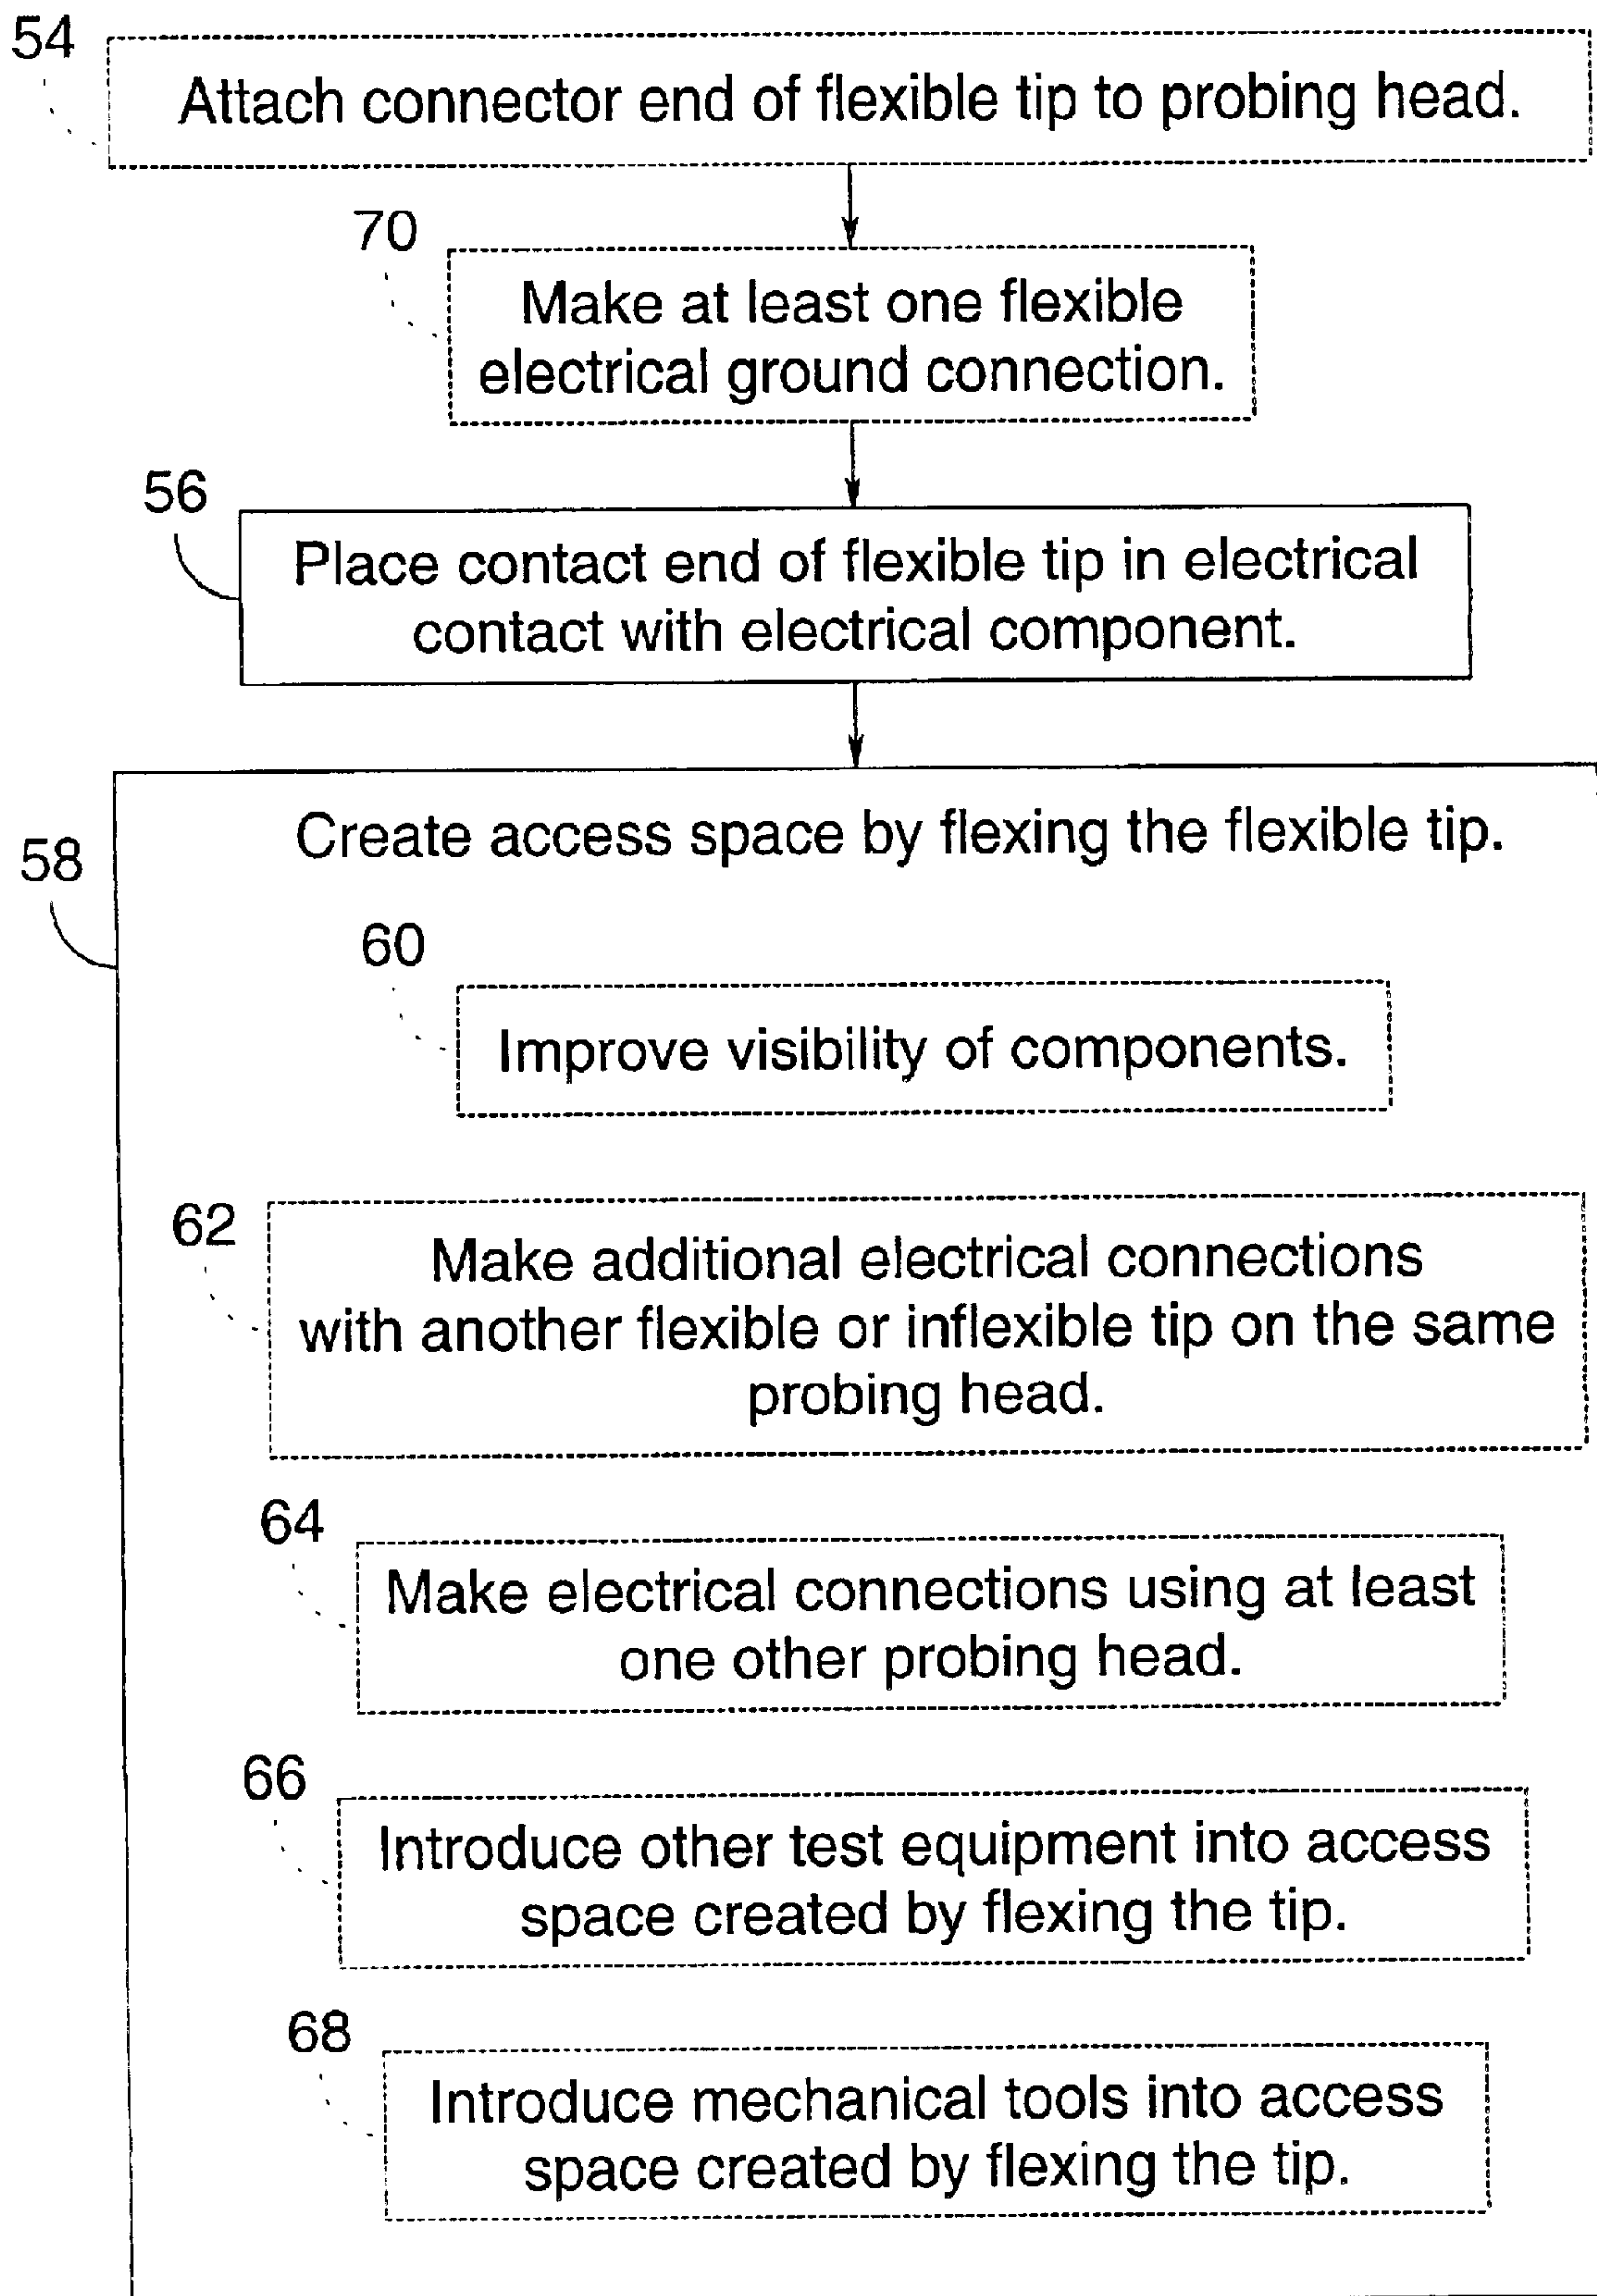 54
Attach connector end of flexible tip to probing head.
70
Make at least one flexible
electrical ground connection.
56
Place contact end of flexible tip in electrical
contact with electrical component.
58
Create access space by flexing the flexible tip.
60
Improve visibility of components.
62
Make additional electrical connections
with another flexible or inflexible tip on the same
probing head.
64
Make electrical connections using at least
one other probing head.
66
Introduce other test equipment into access
space created by flexing the tip.
68
Introduce mechanical tools into access
space created by flexing the tip.